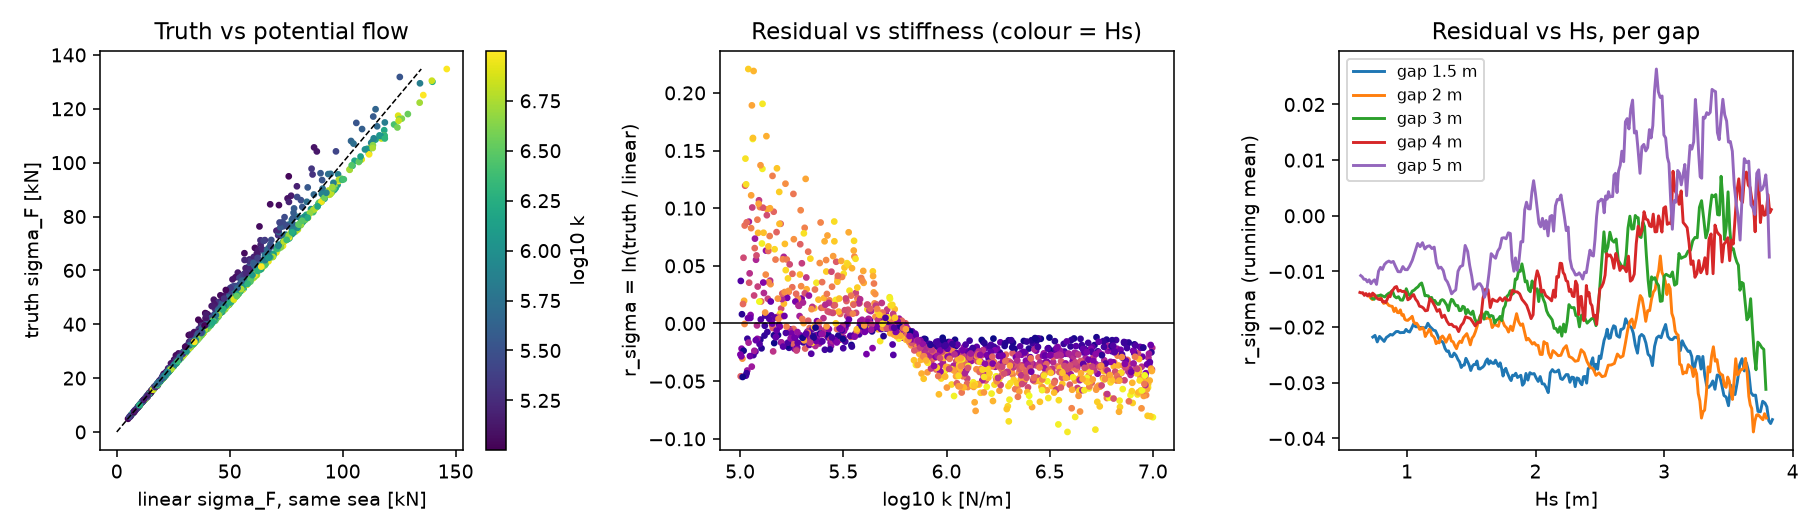 Truth vs potential flow
140
120
100
80
60
40
20
0
truth sigma_F [kN]
0
50
100
150
linear sigma_F, same sea [kN]
6.75
6.50
6.25
6.00
5.75
5.50
5.25
log10 k
Residual vs stiffness (colour = Hs)
0.20
0.15
0.10
0.05
0.00
−0.05
−0.10
r_sigma = ln(truth / linear)
5.0
5.5
6.0
6.5
7.0
log10 k [N/m]
Residual vs Hs, per gap
gap 1.5 m
gap 2 m
gap 3 m
gap 4 m
gap 5 m
0.02
0.01
0.00
−0.01
−0.02
−0.03
−0.04
r_sigma (running mean)
1
2
3
4
Hs [m]